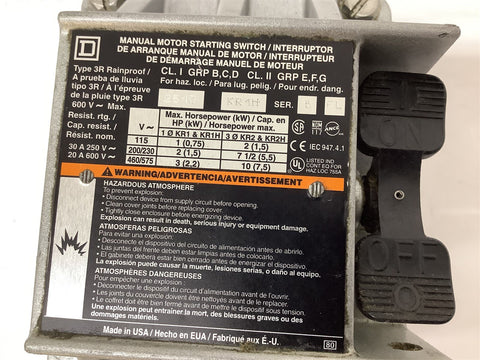 D
MANUAL MOTOR STARTING SWITCH / INTERRUPTOR
DE ARRANQUE MANUAL DE MOTOR / INTERRUPTEUR
DE DÉMARRAGE MANUEL DE MOTEUR
Type 3R Rainproof /
A prueba de lluvia
tipo 3R / À l'épreuve
de la pluie type 3R
CL. I GRP B,C,D CL. II GRP E,F,G
For haz. loc. / Para lug. pelig. / Pour endr. dang.
2510 KR1H SER.
600 V~ Max.
Resist. rtg. /
Cap. resist. /
Résist. nom.
30 A 250 V~
20 A 600 V~
Max. Horsepower (kW) / Cap. en
HP (kW) / Horsepower max.
V~ 1 Ø KR1 & KR1H 3 Ø KR2 & KR2H
115 1 (0,75) 2 (1,5)
200/230 2 (1,5) 7 1/2 (5,5)
460/575 3 (2,2) 10 (7,5)
UL
LISTED IND
CONT EQ FOR
HAZ LOC 755A
ANCE
IEC 947.4.1
WARNING/ADVERTENCIA/AVERTISSEMENT
HAZARDOUS ATMOSPHERE
To prevent explosion:
• Disconnect device from supply circuit before opening.
• Clean cover joints before replacing cover
• Tightly close enclosure before energizing device.
Explosion can result in death, serious injury or equipment damage.
ATMOSFERAS PELIGROSAS
Para evitar una explosión:
• Desconecte el dispositivo del circuito de alimentación antes de abrirlo.
• Las juntas del frente deben estar limpias antes de colocarlas.
• El gabinete deberá estar bien cerrado antes de energizar el dispositivo.
La explosión puede causar la muerte, lesiones serias, o dano al equipo.
ATMOSPHÈRES DANGEREUSES
Pour empêcher une explosion:
• Déconnecter le dispositif du circuit d'alimentation avant de l'ouvrir.
• Les joints du couvercle doivent être nettoyés avant de le replacer.
• Le coffret doit être fermé avant de mettre le dispositif sous tension.
Une explosion peut entraîner la mort, des blessures graves ou des
dommages matériels.
Made in USA / Hecho en EUA / Fabriqué aux É.-U.
80
OFF